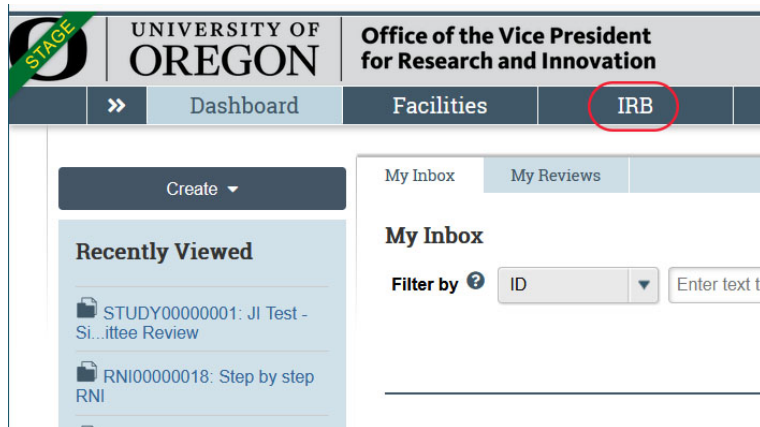 STAGE
UNIVERSITY OF
OREGON
Office of the Vice President
for Research and Innovation
» Dashboard Facilities IRB
Create
My Inbox My Reviews
Recently Viewed
My Inbox
Filter by ? ID Enter text t
STUDY00000001: JI Test -
Si...ittee Review
RNI00000018: Step by step
RNI